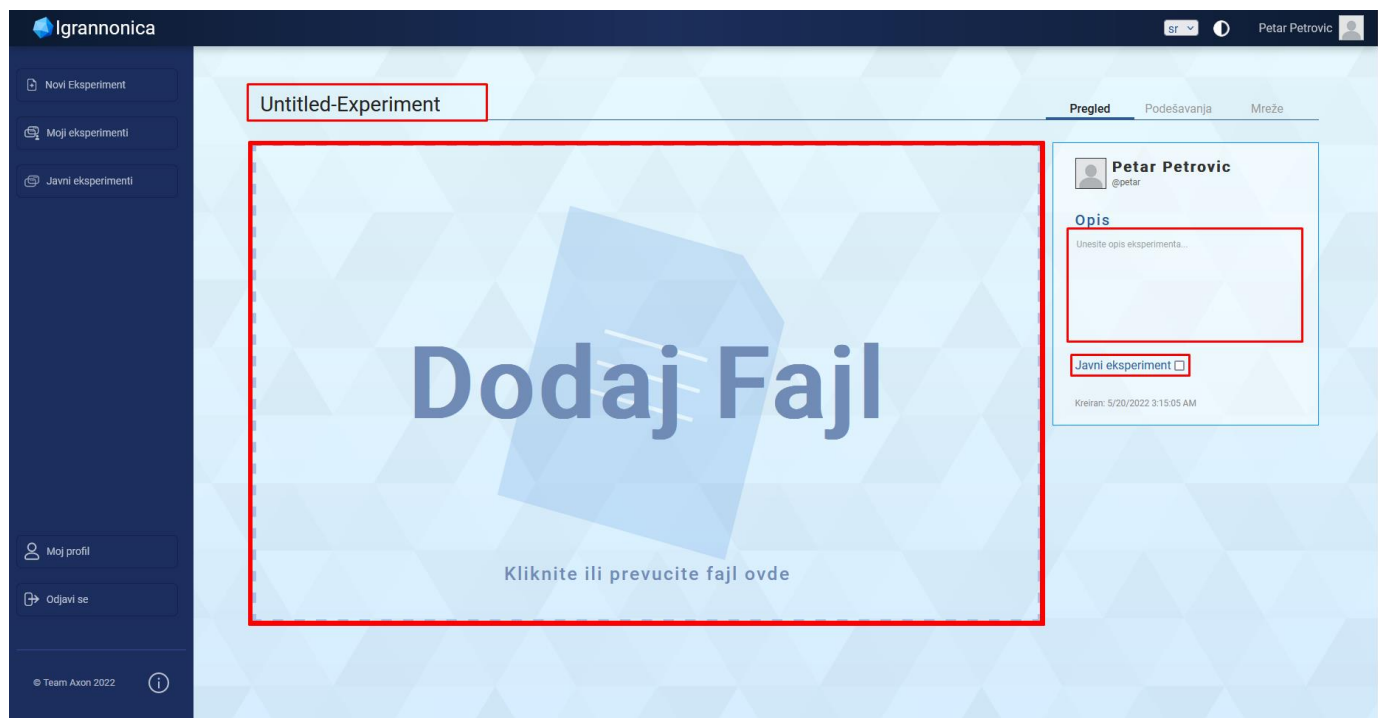 Igrannonica
sr
Petar Petrovic
Novi Eksperiment
Moji eksperimenti
Javni eksperimenti
Moj profil
Odjavi se
© Team Axon 2022
i
Untitled-Experiment
Pregled Podešavanja Mreže
Dodaj Fajl
Kliknite ili prevucite fajl ovde
Petar Petrovic
@petar
Opis
Unesite opis eksperimenta...
Javni eksperiment
Kreiran: 5/20/2022 3:15:05 AM